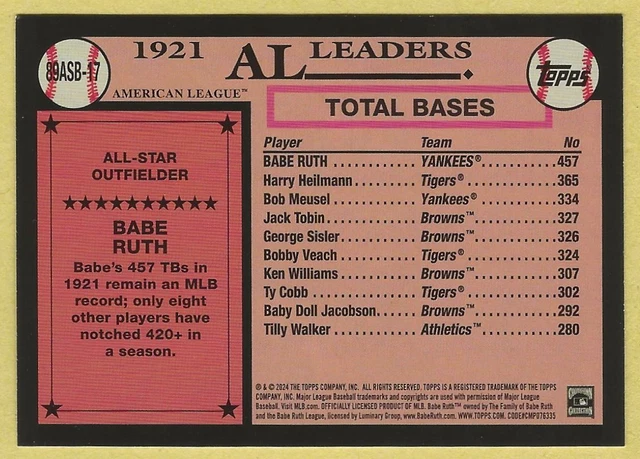 89ASB-17
1921 AL LEADERS
AMERICAN LEAGUE™
Topps
TOTAL BASES
ALL-STAR
OUTFIELDER
BABE
RUTH
Babe's 457 TBs in
1921 remain an MLB
record; only eight
other players have
notched 420+ in
a season.
Player Team No
BABE RUTH ............ YANKEES®............457
Harry Heilmann............ Tigers®............365
Bob Meusel ............ Yankees®............334
Jack Tobin............ Browns™............327
George Sisler............ Browns™............326
Bobby Veach ............ Tigers®............324
Ken Williams............ Browns™............307
Ty Cobb ............ Tigers®............302
Baby Doll Jacobson............ Browns™............292
Tilly Walker ............ Athletics™............280
® & © 2024 THE TOPPS COMPANY, INC. ALL RIGHTS RESERVED. TOPPS IS A REGISTERED TRADEMARK OF THE TOPPS
COMPANY, INC. Major League Baseball trademarks and copyrights are used with permission of Major League
Baseball. Visit MLB.com. OFFICIALLY LICENSED PRODUCT OF MLB. Babe Ruth™ owned by The Family of Babe Ruth
and the Babe Ruth League, licensed by Luminary Group, www.BabeRuth.com. WWW.TOPPS.COM. CODE#CMP076335